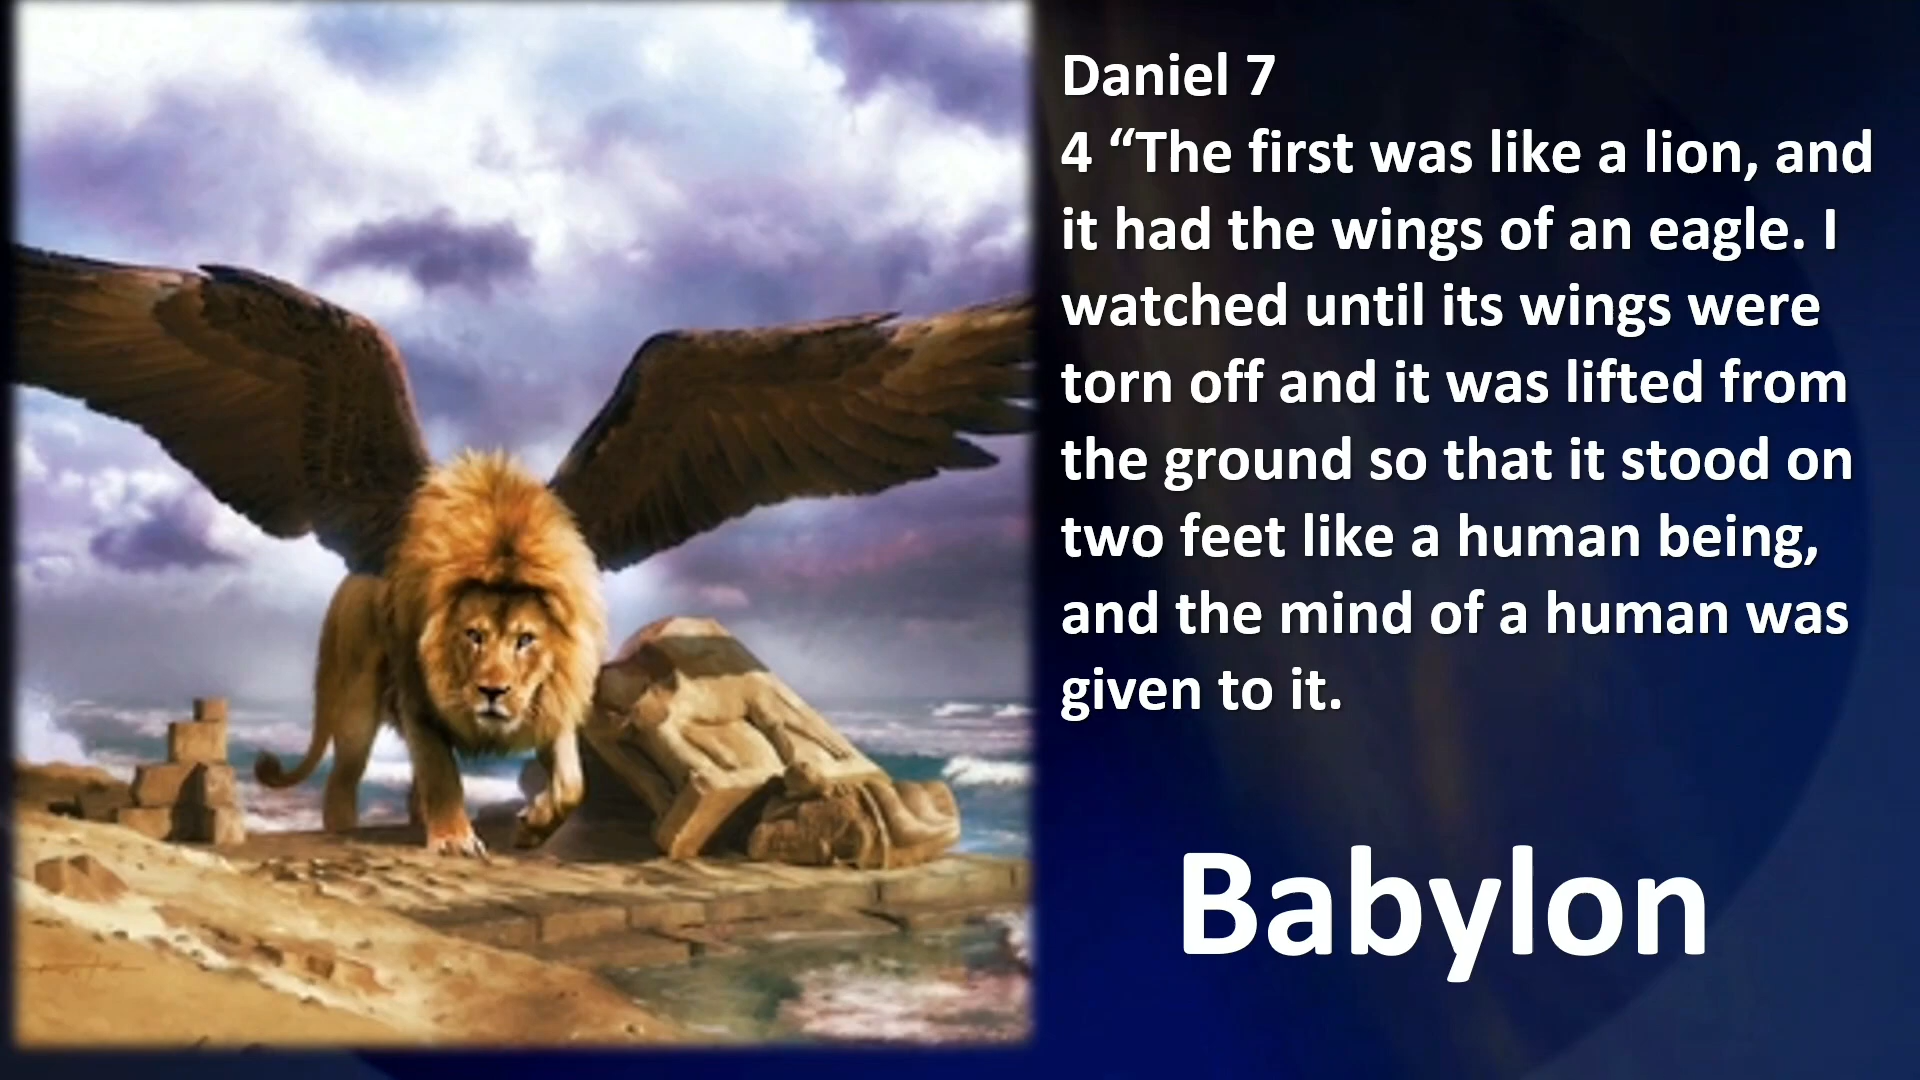 Daniel 7
4 “The first was like a lion, and
it had the wings of an eagle. I
watched until its wings were
torn off and it was lifted from
the ground so that it stood on
two feet like a human being,
and the mind of a human was
given to it.
Babylon